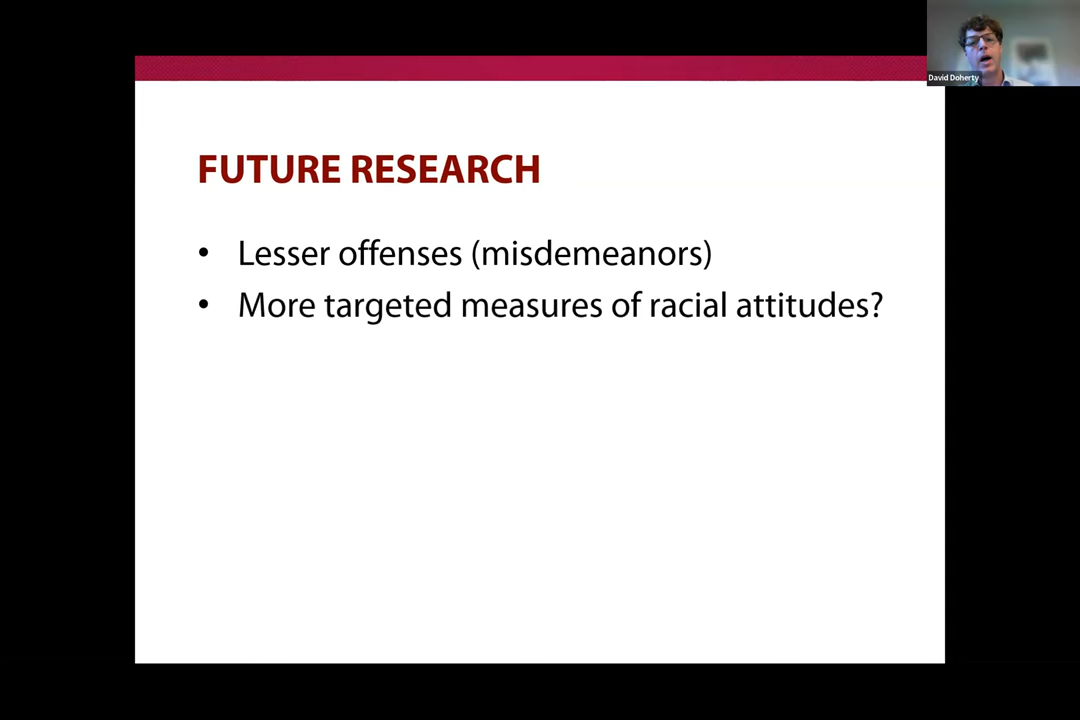 David Doherty
FUTURE RESEARCH
• Lesser offenses (misdemeanors)
• More targeted measures of racial attitudes?